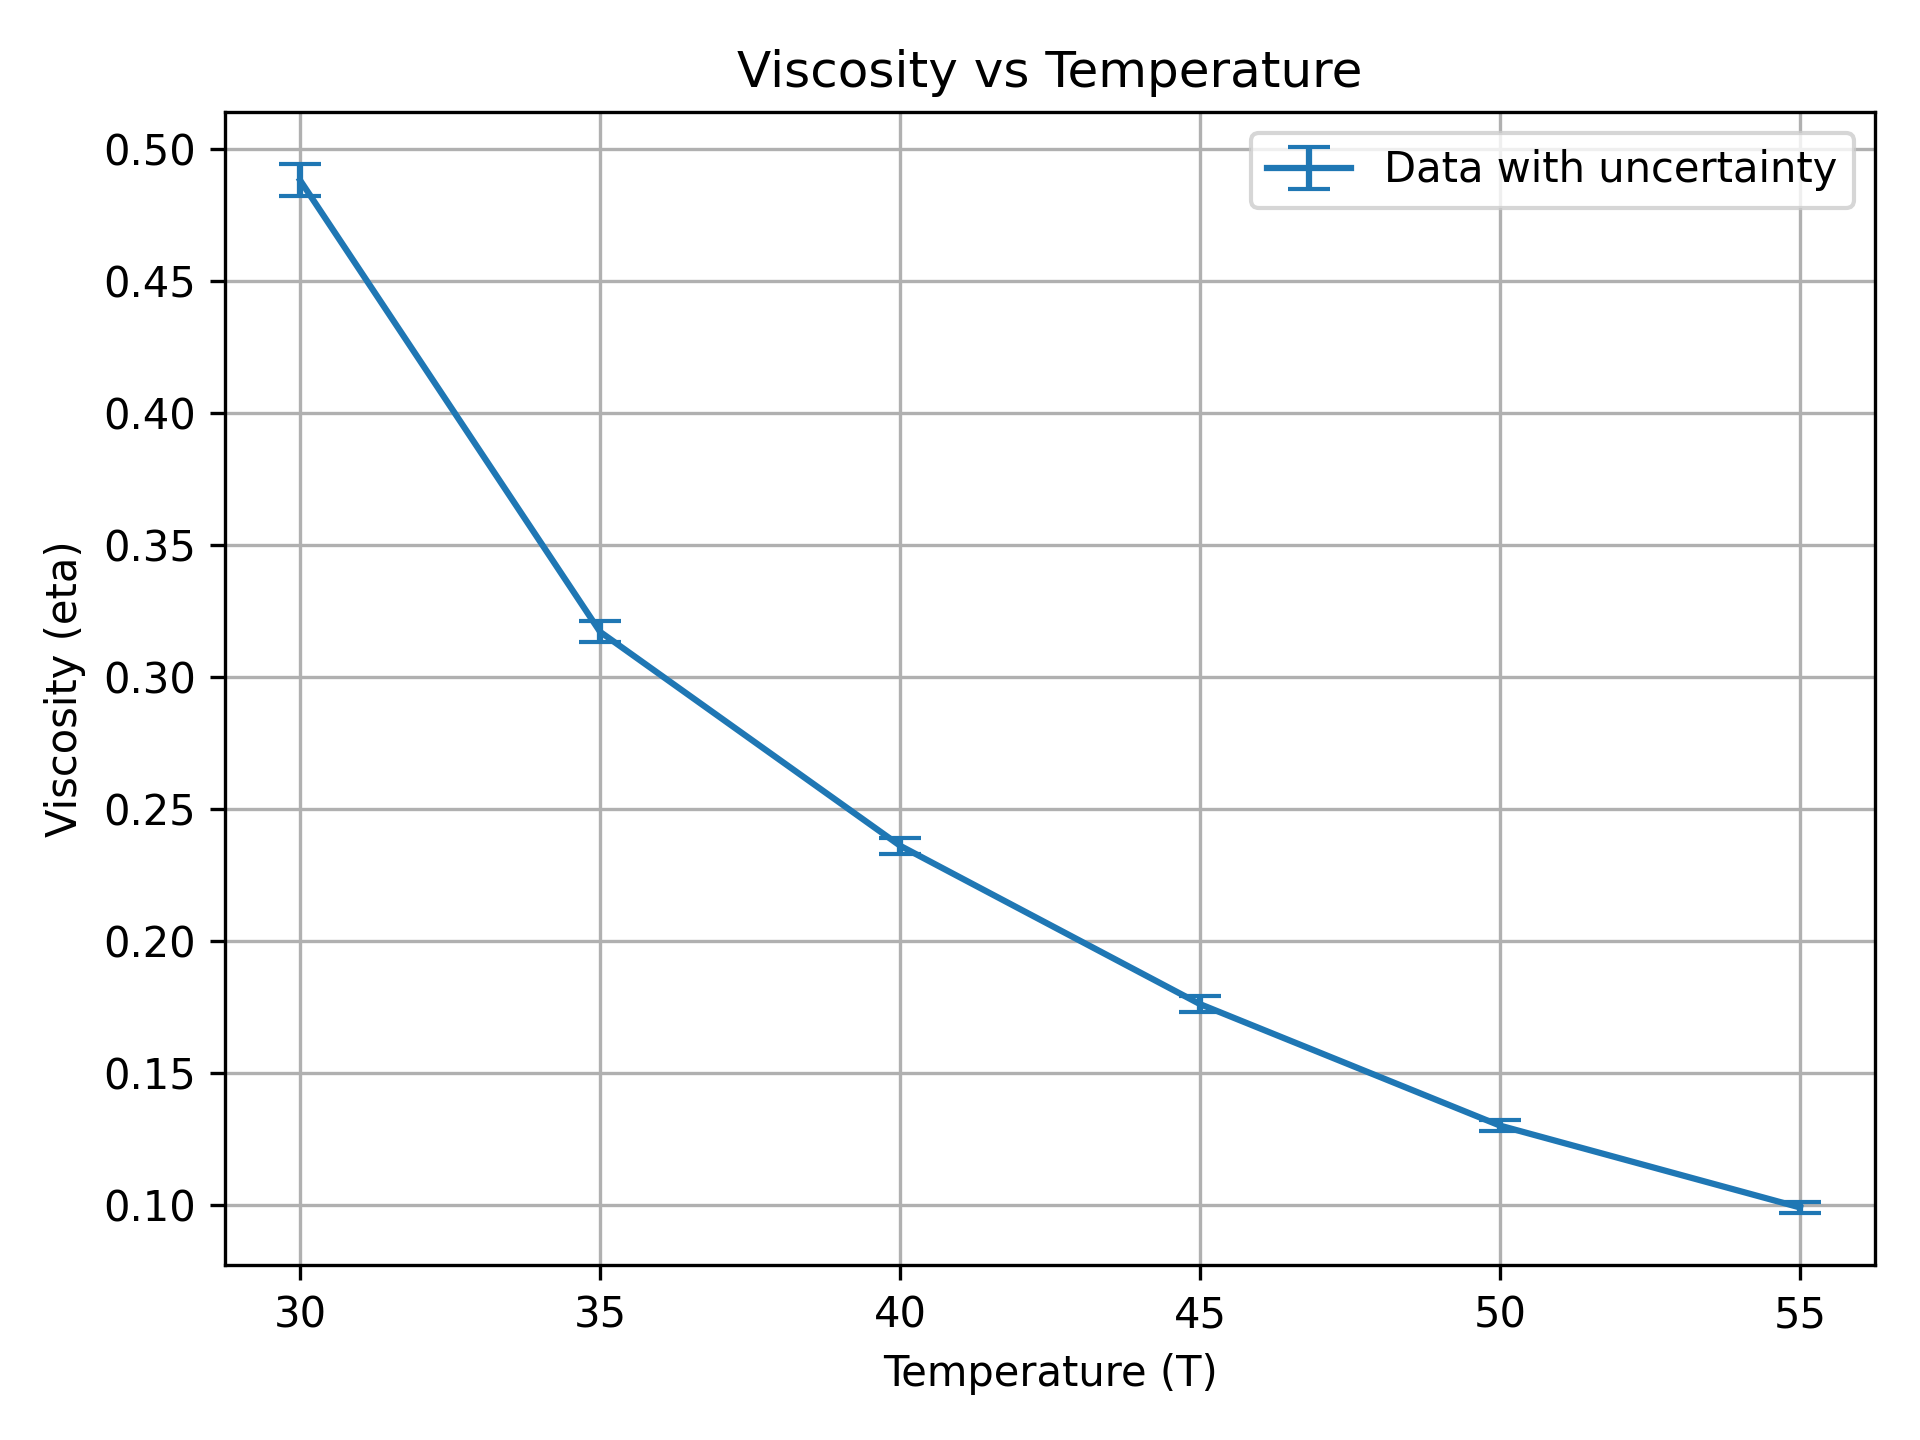 Viscosity vs Temperature
Data with uncertainty
Viscosity (eta)
0.50
0.45
0.40
0.35
0.30
0.25
0.20
0.15
0.10
30 35 40 45 50 55
Temperature (T)